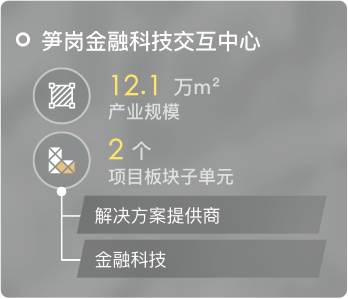 笋岗金融科技交互中心
12.1 万m²
产业规模
2 个
项目板块子单元
解决方案提供商
金融科技